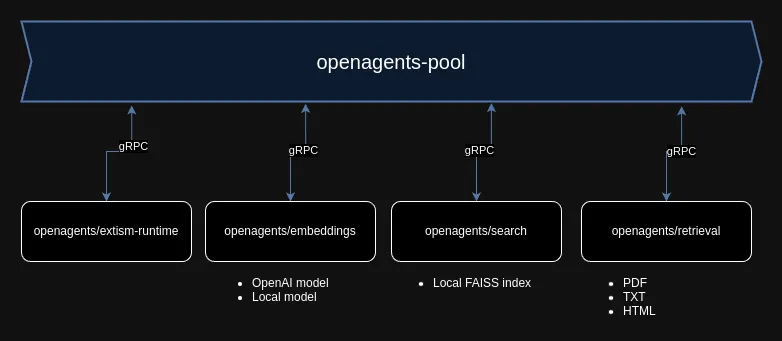 openagents-pool
gRPC
gRPC
gRPC
gRPC
openagents/extism-runtime
openagents/embeddings
openagents/search
openagents/retrieval
OpenAI model
Local model
Local FAISS index
PDF
TXT
HTML